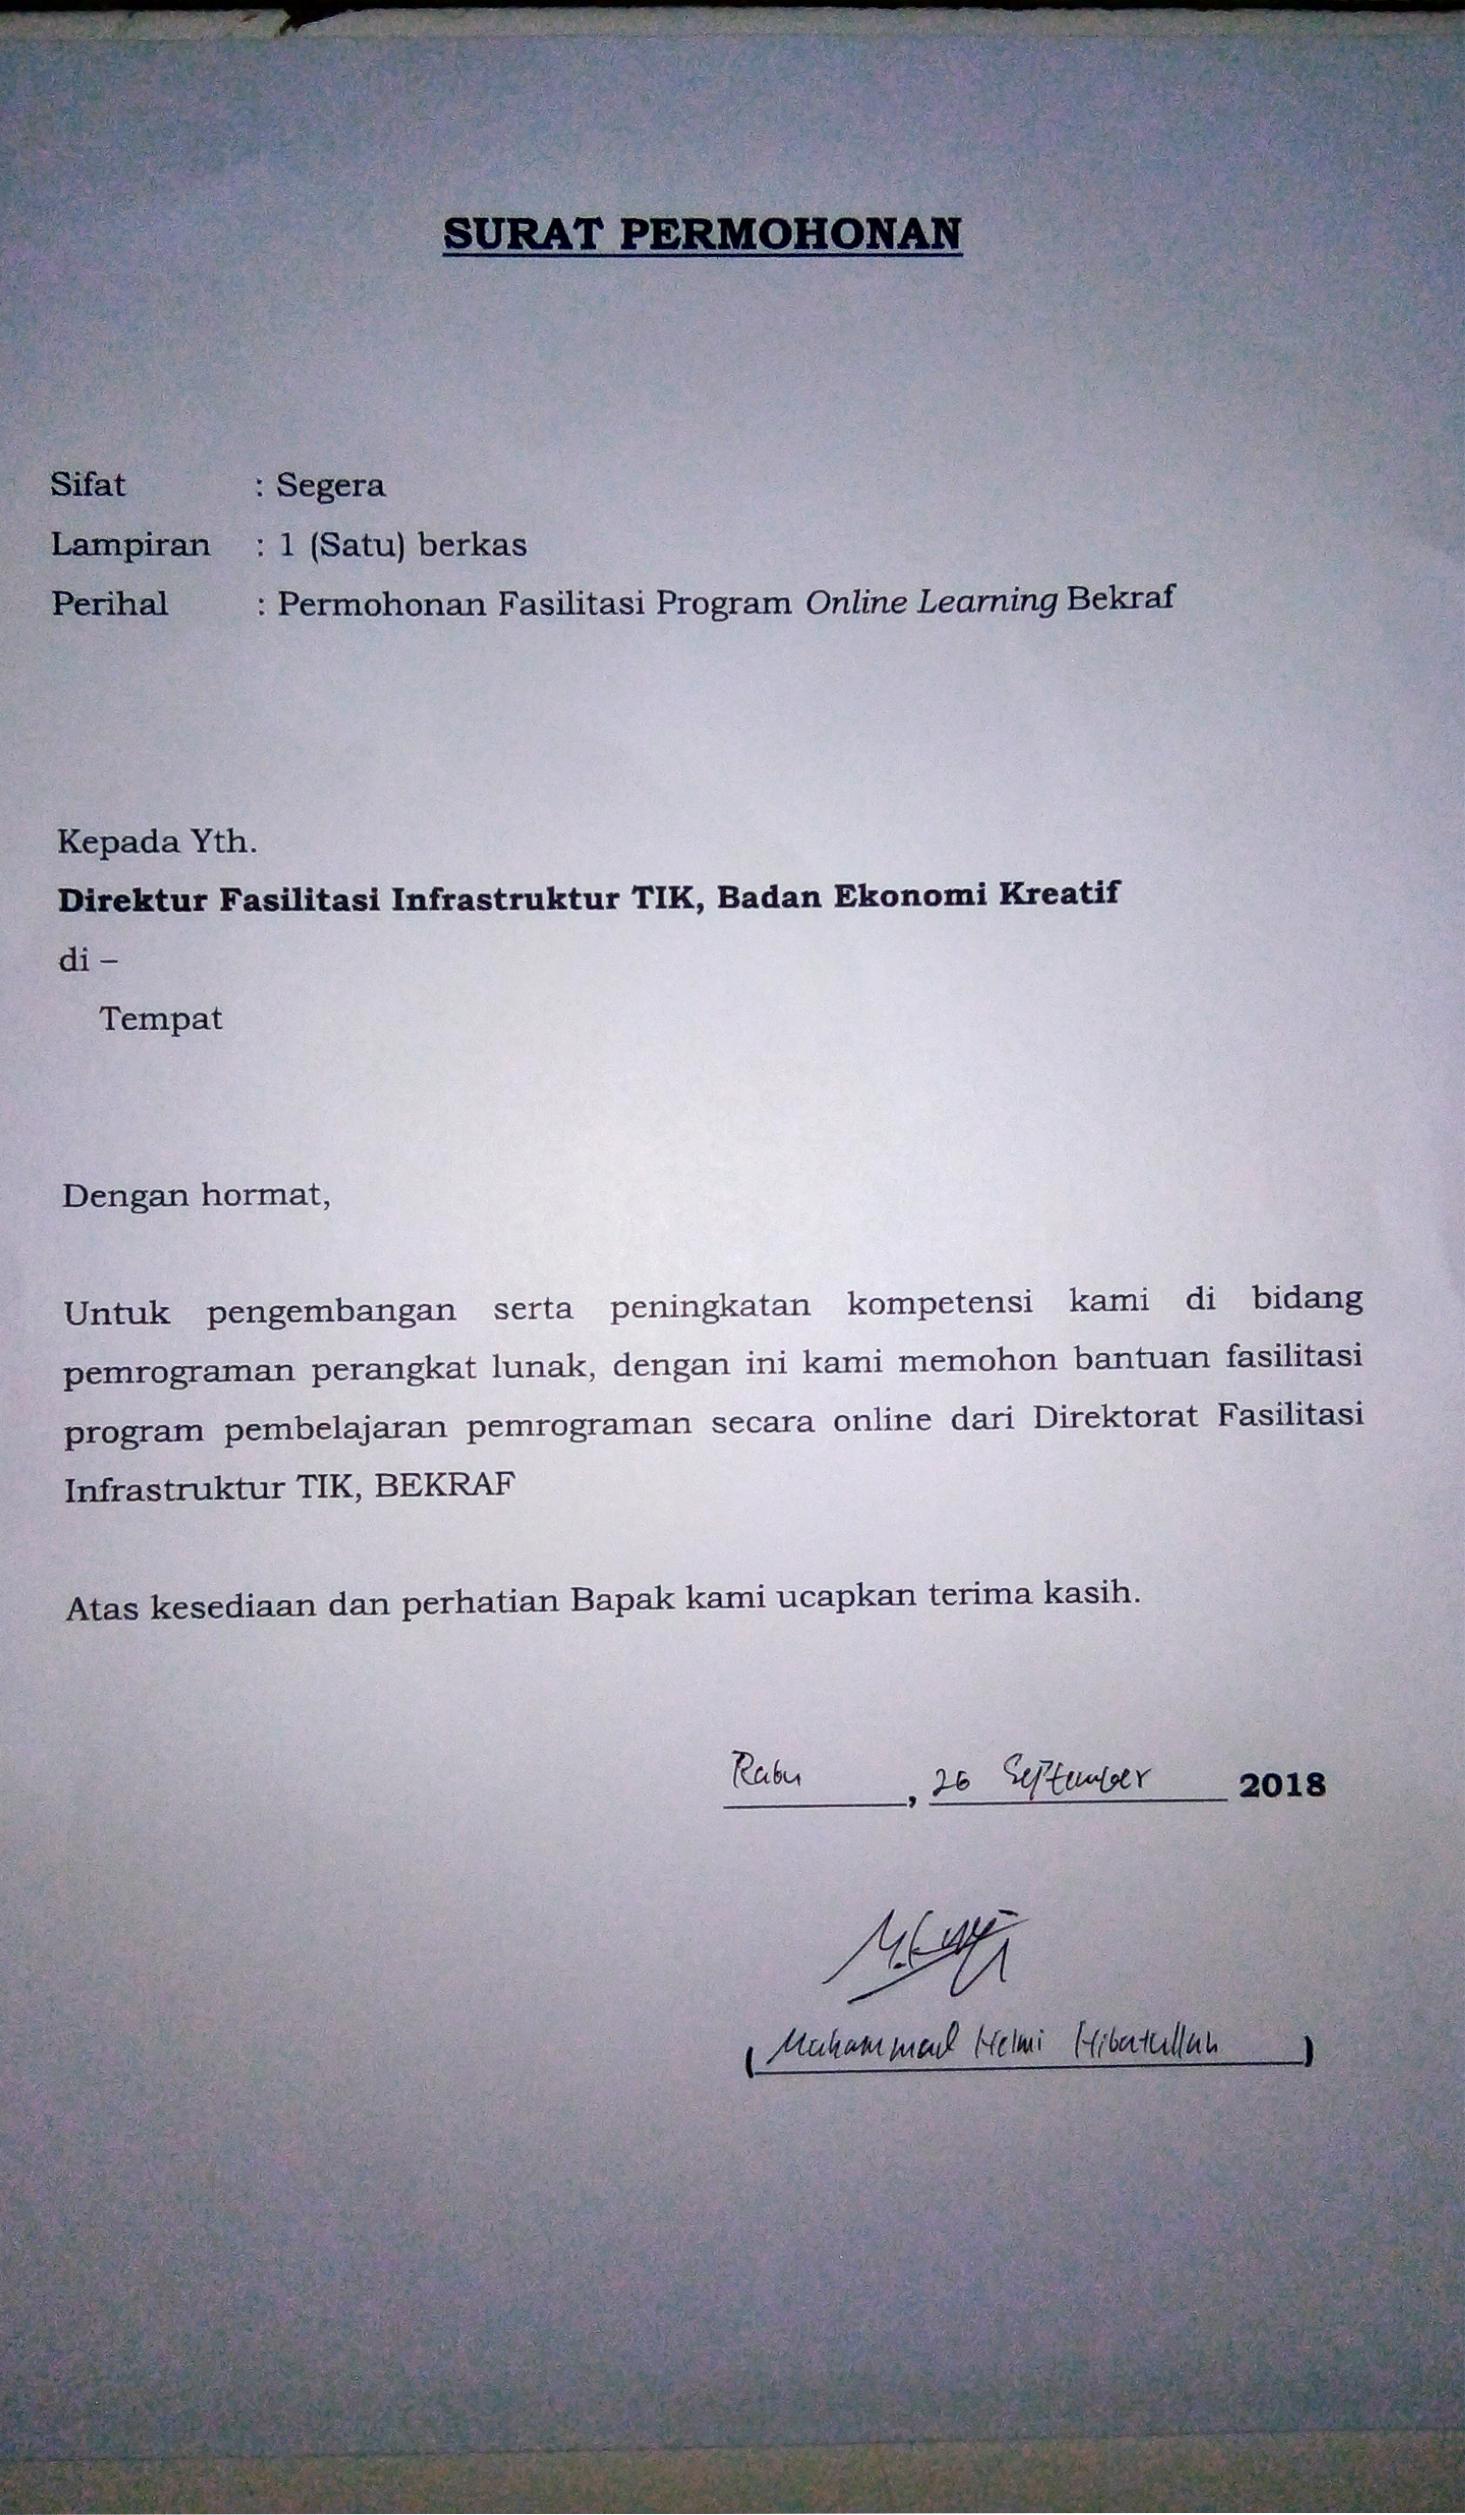 SURAT PERMOHONAN
Sifat : Segera
Lampiran : 1 (Satu) berkas
Perihal : Permohonan Fasilitasi Program Online Learning Bekraf
Kepada Yth.
Direktur Fasilitasi Infrastruktur TIK, Badan Ekonomi Kreatif
di –
Tempat
Dengan hormat,
Untuk pengembangan serta peningkatan kompetensi kami di bidang
pemrograman perangkat lunak, dengan ini kami memohon bantuan fasilitasi
program pembelajaran pemrograman secara online dari Direktorat Fasilitasi
Infrastruktur TIK, BEKRAF
Atas kesediaan dan perhatian Bapak kami ucapkan terima kasih.
Rabu, 26 September 2018
(Muhammad Helmi Hibatullah)